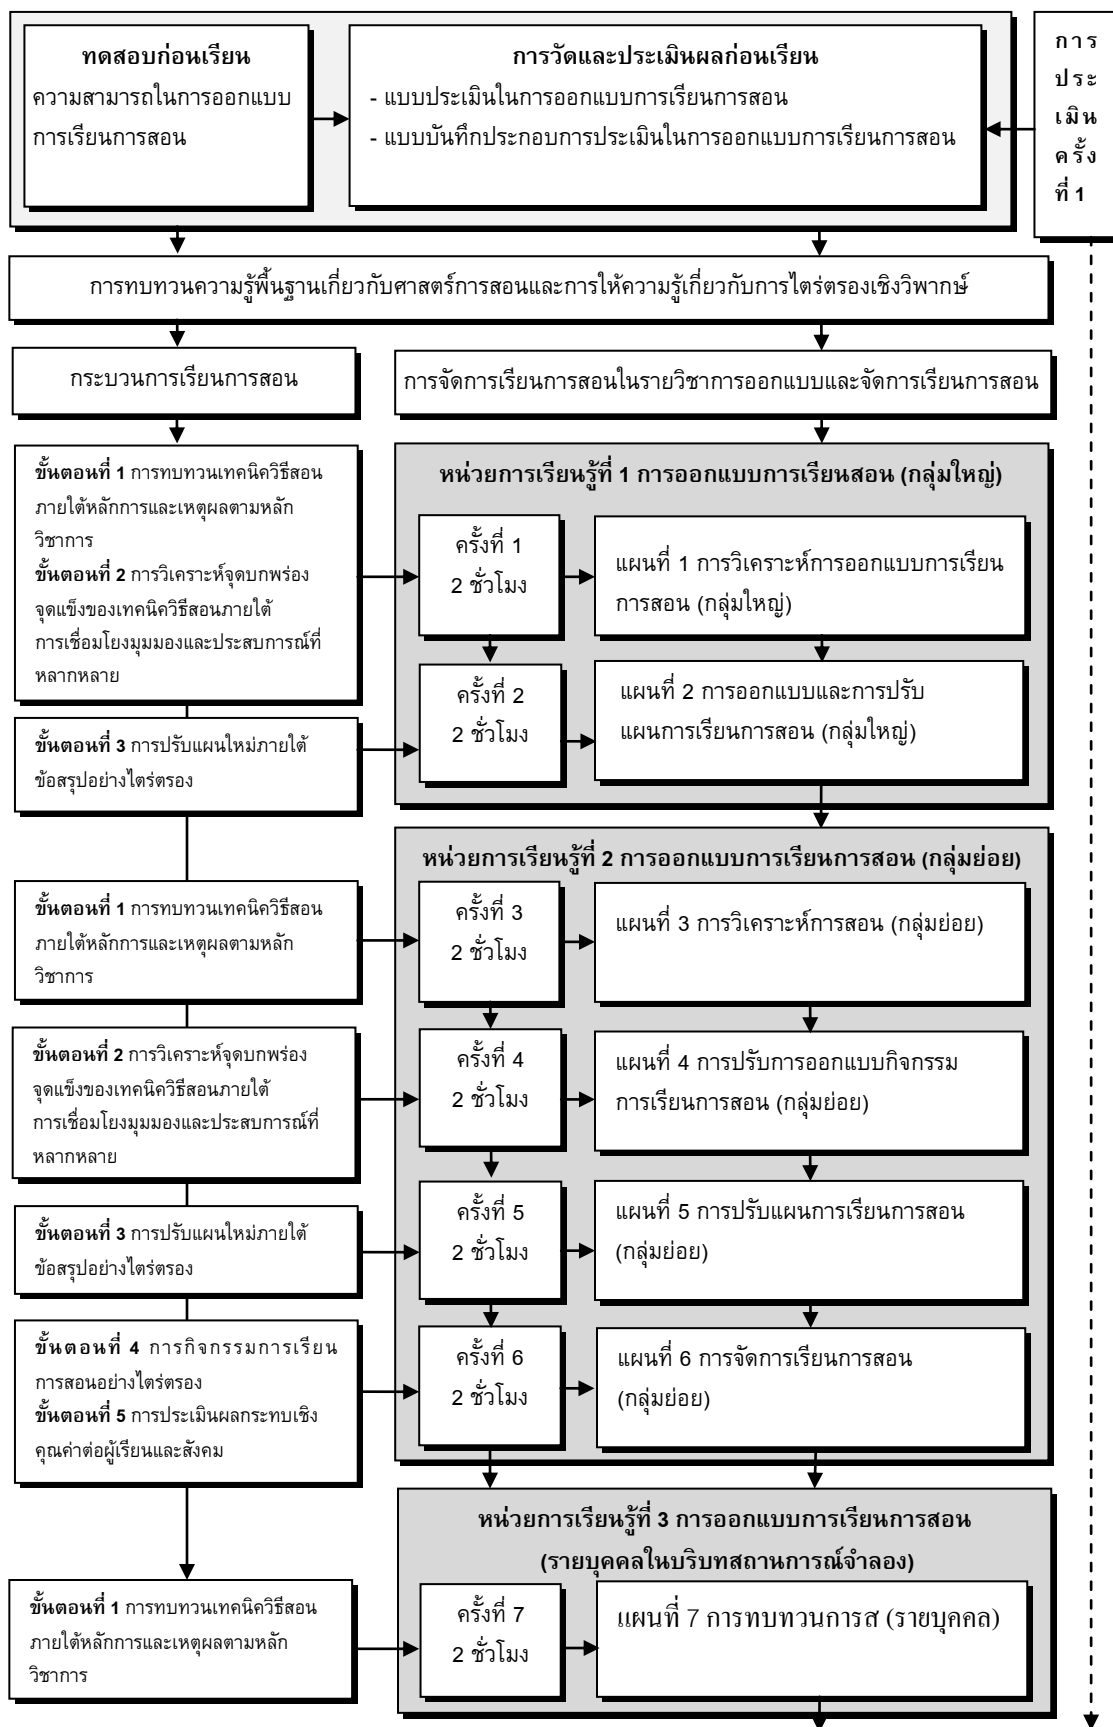 ทดสอบก่อนเรียน
ความสามารถในการออกแบบ
การเรียนการสอน
การวัดและประเมินผลก่อนเรียน
- แบบประเมินในการออกแบบการเรียนการสอน
- แบบบันทึกประกอบการประเมินในการออกแบบการเรียนการสอน
การ
ประ
เมิน
ครั้ง
ที่ 1
การทบทวนความรู้พื้นฐานเกี่ยวกับศาสตร์การสอนและการให้ความรู้เกี่ยวกับการไตร่ตรองเชิงวิพากษ์
กระบวนการเรียนการสอน
การจัดการเรียนการสอนในรายวิชาการออกแบบและจัดการเรียนการสอน
ขั้นตอนที่ 1 การทบทวนเทคนิควิธีสอน
ภายใต้หลักการและเหตุผลตามหลัก
วิชาการ
ขั้นตอนที่ 2 การวิเคราะห์จุดบกพร่อง
จุดแข็งของเทคนิควิธีสอนภายใต้
การเชื่อมโยงมุมมองและประสบการณ์ที่
หลากหลาย
หน่วยการเรียนรู้ที่ 1 การออกแบบการเรียนสอน (กลุ่มใหญ่)
ครั้งที่ 1
2 ชั่วโมง
แผนที่ 1 การวิเคราะห์การออกแบบการเรียน
การสอน (กลุ่มใหญ่)
ครั้งที่ 2
2 ชั่วโมง
แผนที่ 2 การออกแบบและการปรับ
แผนการเรียนการสอน (กลุ่มใหญ่)
ขั้นตอนที่ 3 การปรับแผนใหม่ภายใต้
ข้อสรุปอย่างไตร่ตรอง
หน่วยการเรียนรู้ที่ 2 การออกแบบการเรียนการสอน (กลุ่มย่อย)
ขั้นตอนที่ 1 การทบทวนเทคนิควิธีสอน
ภายใต้หลักการและเหตุผลตามหลัก
วิชาการ
ครั้งที่ 3
2 ชั่วโมง
แผนที่ 3 การวิเคราะห์การสอน (กลุ่มย่อย)
ขั้นตอนที่ 2 การวิเคราะห์จุดบกพร่อง
จุดแข็งของเทคนิควิธีสอนภายใต้
การเชื่อมโยงมุมมองและประสบการณ์ที่
หลากหลาย
ครั้งที่ 4
2 ชั่วโมง
แผนที่ 4 การปรับการออกแบบกิจกรรม
การเรียนการสอน (กลุ่มย่อย)
ขั้นตอนที่ 3 การปรับแผนใหม่ภายใต้
ข้อสรุปอย่างไตร่ตรอง
ครั้งที่ 5
2 ชั่วโมง
แผนที่ 5 การปรับแผนการเรียนการสอน
(กลุ่มย่อย)
ขั้นตอนที่ 4 การกิจกรรมการเรียน
การสอนอย่างไตร่ตรอง
ขั้นตอนที่ 5 การประเมินผลกระทบเชิง
คุณค่าต่อผู้เรียนและสังคม
ครั้งที่ 6
2 ชั่วโมง
แผนที่ 6 การจัดการเรียนการสอน
(กลุ่มย่อย)
หน่วยการเรียนรู้ที่ 3 การออกแบบการเรียนการสอน
(รายบุคคลในบริบทสถานการณ์จำลอง)
ขั้นตอนที่ 1 การทบทวนเทคนิควิธีสอน
ภายใต้หลักการและเหตุผลตามหลัก
วิชาการ
ครั้งที่ 7
2 ชั่วโมง
แผนที่ 7 การทบทวนการส (รายบุคคล)